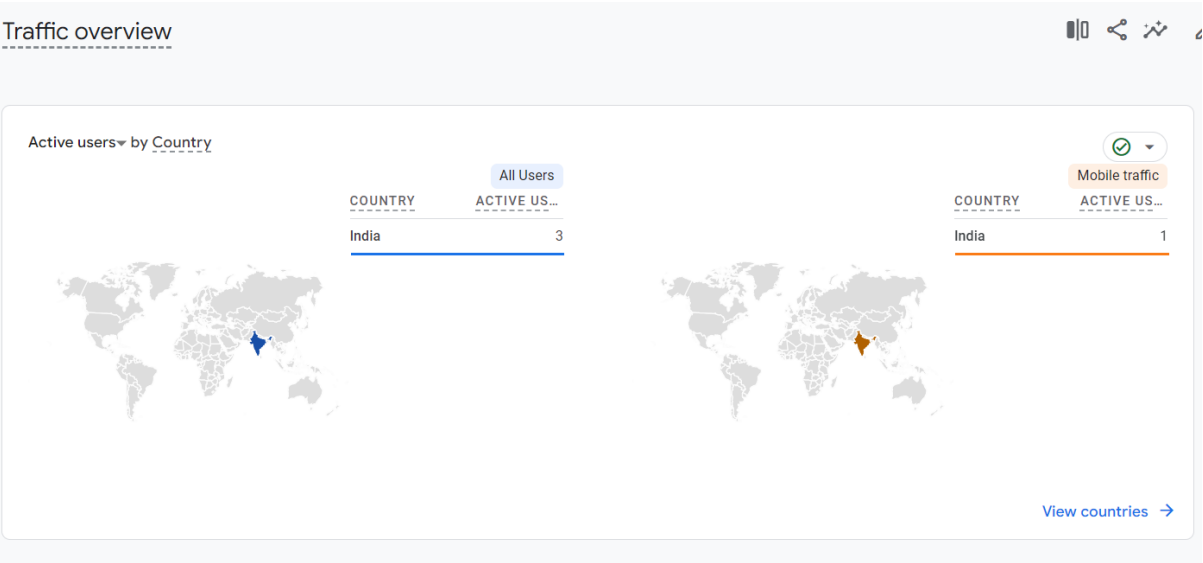 Traffic overview
Active users by Country
All Users
COUNTRY ACTIVE US...
India 3
Mobile traffic
COUNTRY ACTIVE US...
India 1
View countries